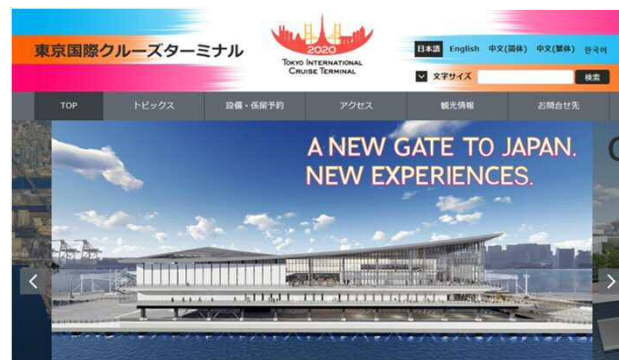 東京国際クルーズターミナル
2020
TOKYO INTERNATIONAL
CRUISE TERMINAL
日本語 English 中文(简体) 中文(繁体) 한국어
文字サイズ 検索
TOP トピックス 設備・係留予約 アクセス 観光情報 お問合せ先
A NEW GATE TO JAPAN.
NEW EXPERIENCES.